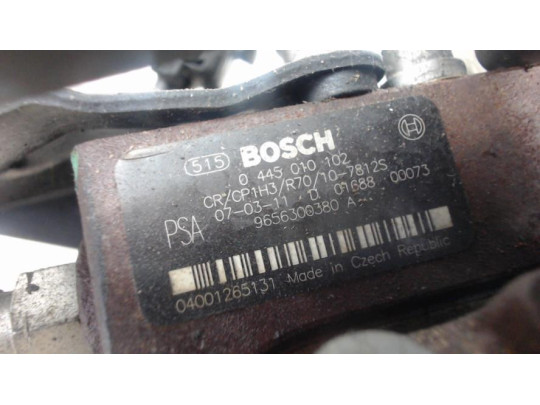 515 BOSCH
0 445 010 102
CR/CP1H3/R70/10-7812S
07-03-11 D 01688 00073
PSA 9656300380 A
04001265131 Made in Czech Republic